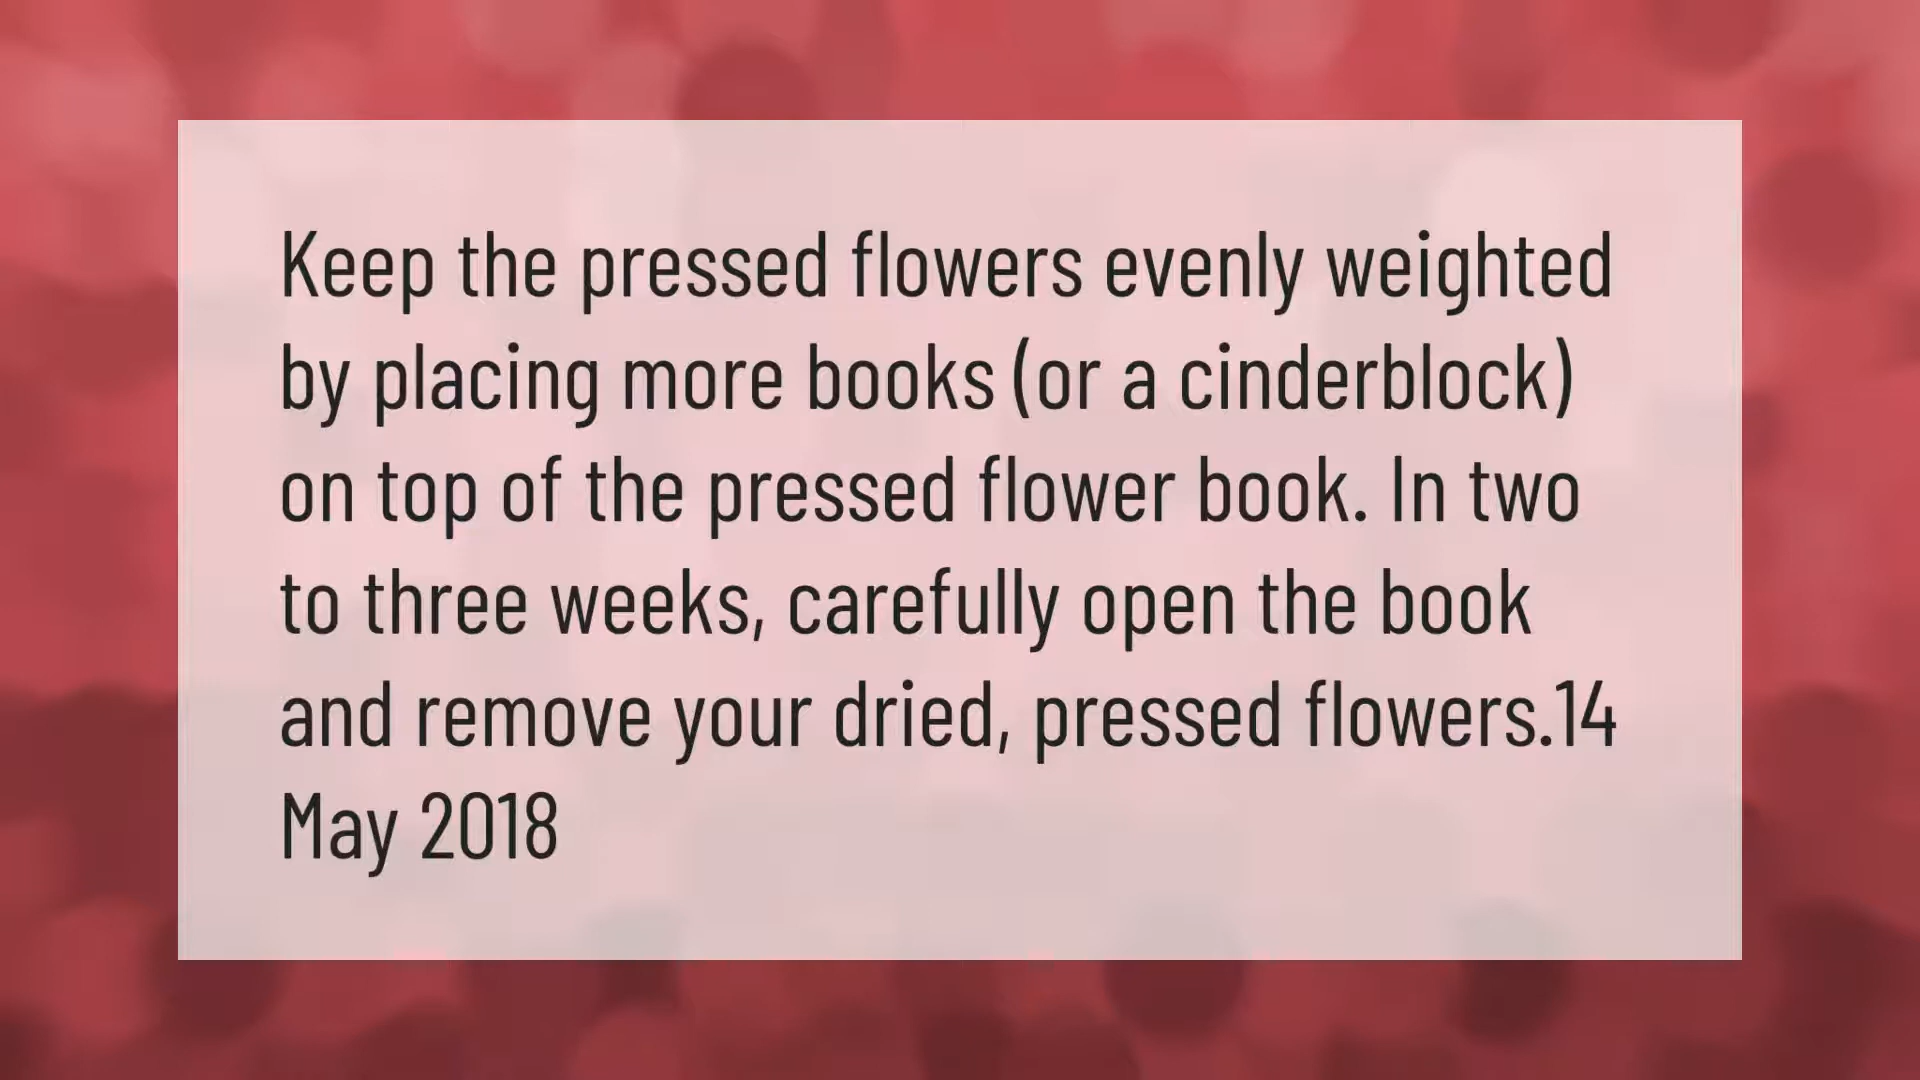 Keep the pressed flowers evenly weighted
by placing more books (or a cinderblock)
on top of the pressed flower book. In two
to three weeks, carefully open the book
and remove your dried, pressed flowers.14
May 2018